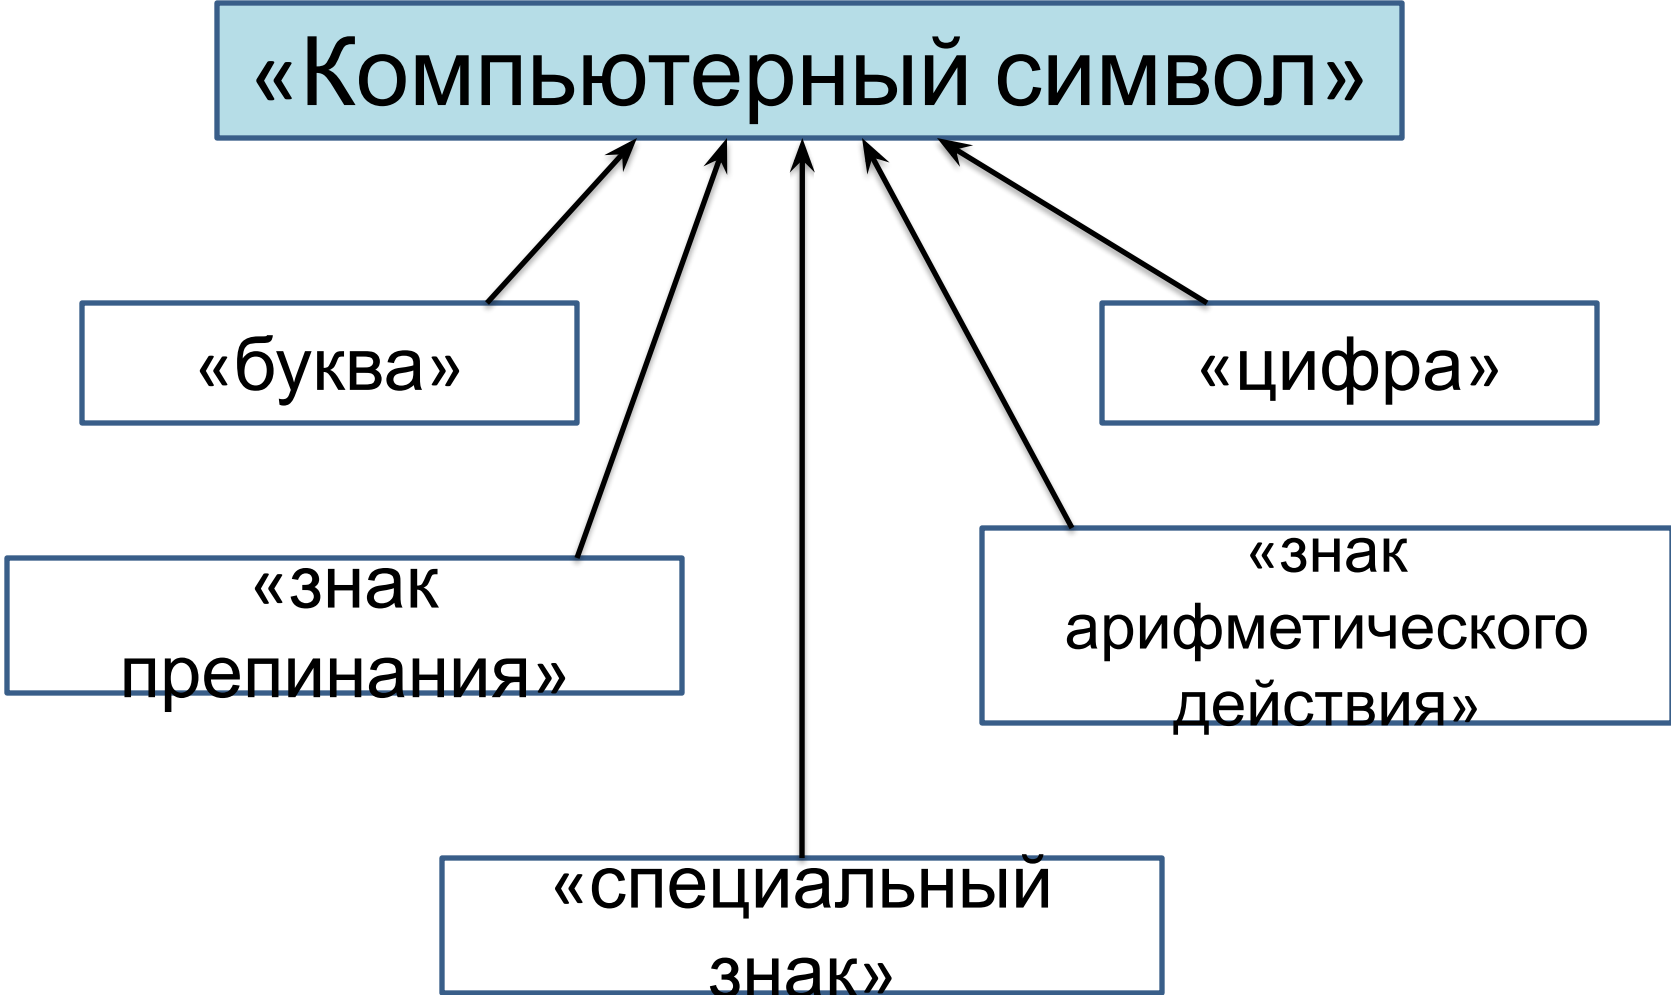 «Компьютерный символ»
«буква»
«цифра»
«знак
препинания»
«знак
арифметического
действия»
«специальный
знак»